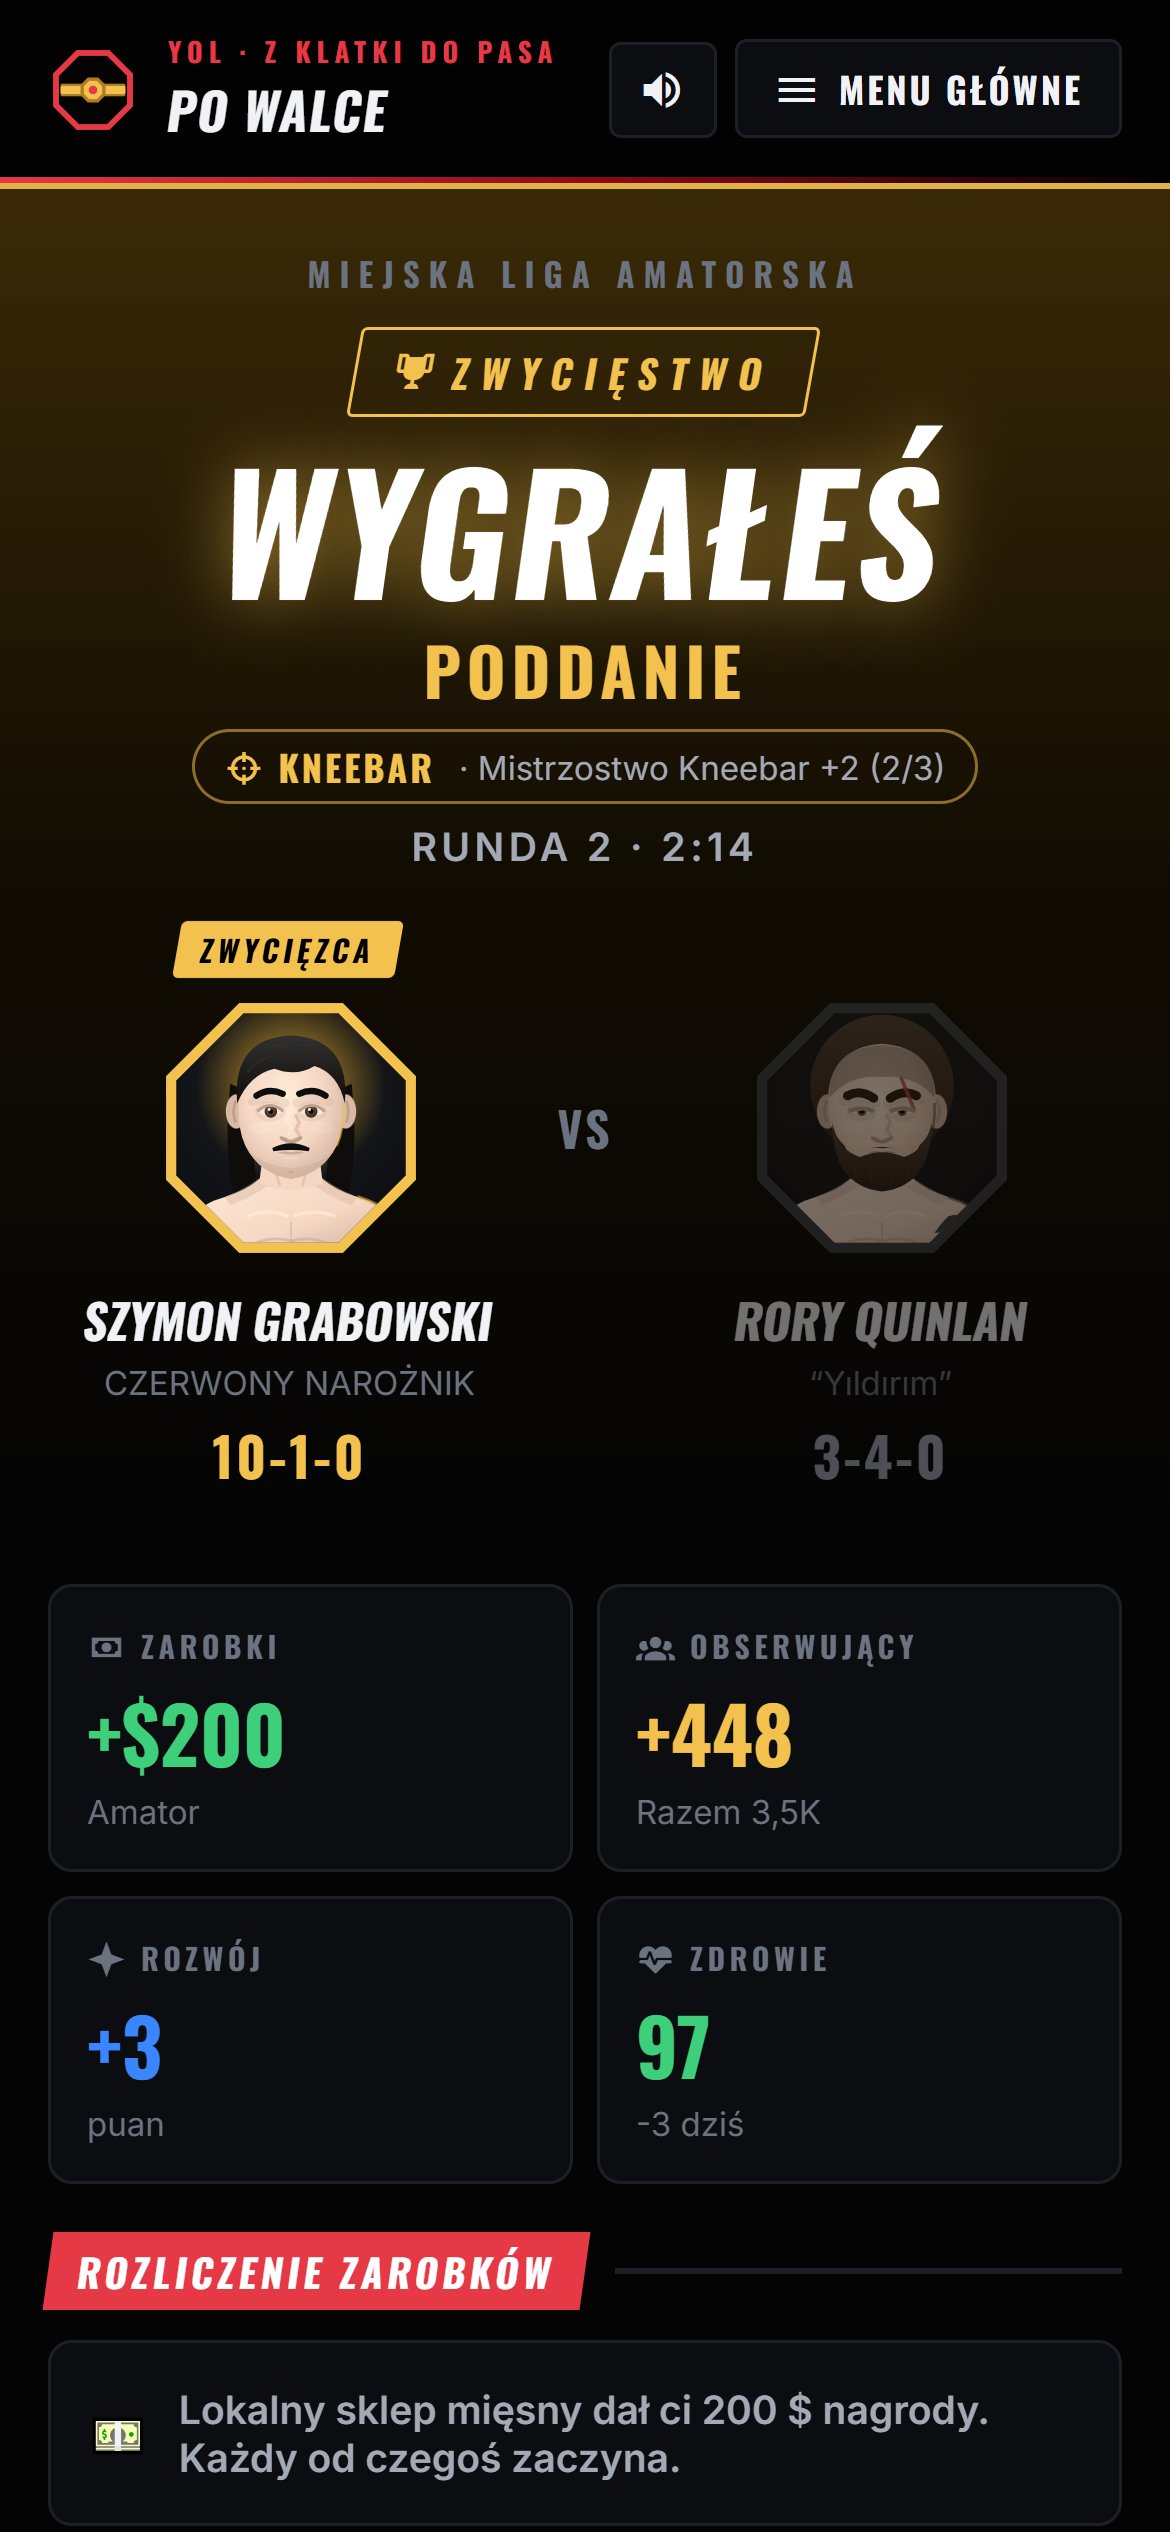 YOL · Z KLATKI DO PASA
PO WALCE
MENU GŁÓWNE
MIEJSKA LIGA AMATORSKA
ZWYCIĘSTWO
WYGRAŁEŚ
PODDANIE
KNEEBAR · Mistrzostwo Kneebar +2 (2/3)
RUNDA 2 · 2:14
ZWYCIĘZCA
VS
SZYMON GRABOWSKI
CZERWONY NAROŻNIK
10-1-0
RORY QUINLAN
“Yıldırım”
3-4-0
ZAROBKI
+$200
Amator
OBSERWUJĄCY
+448
Razem 3,5K
ROZWÓJ
+3
puan
ZDROWIE
97
-3 dziś
ROZLICZENIE ZAROBKÓW
Lokalny sklep mięsny dał ci 200 $ nagrody.
Każdy od czegoś zaczyna.